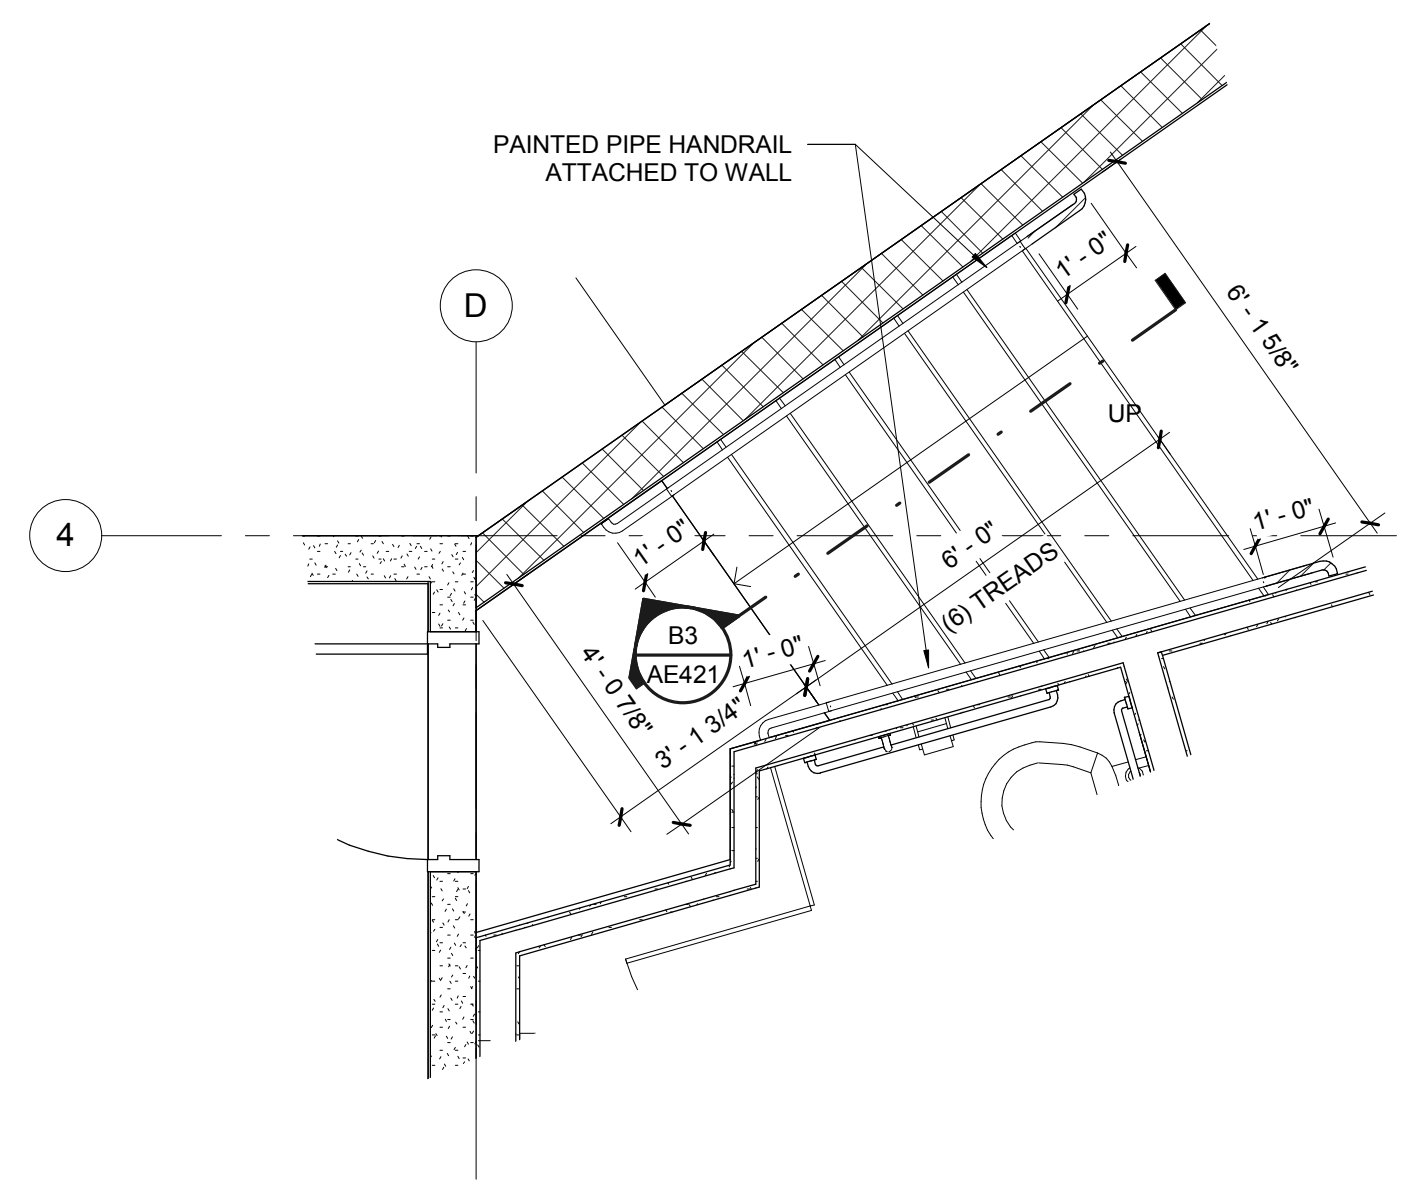 PAINTED PIPE HANDRAIL
ATTACHED TO WALL
D
4
1' - 0"
6' - 1 5/8"
UP
1' - 0"
1' - 0"
6' - 0"
(6) TREADS
B3
AE421
1' - 0"
4' - 0 7/8"
3' - 1 3/4"